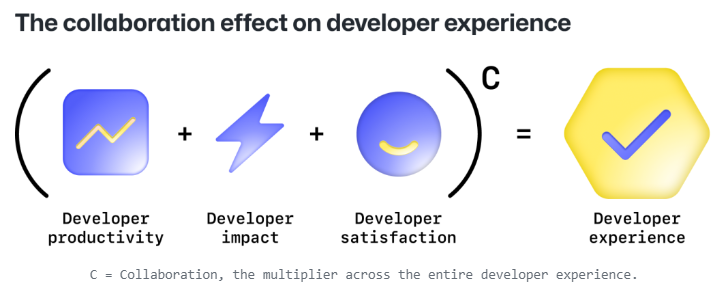 The collaboration effect on developer experience
C
+ + =
Developer productivity
Developer impact
Developer satisfaction
Developer experience
C = Collaboration, the multiplier across the entire developer experience.